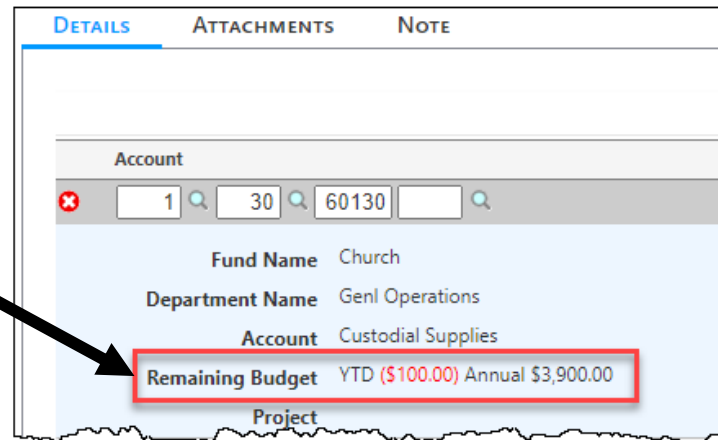 DETAILS ATTACHMENTS NOTE
Account
1 30 60130
Fund Name Church
Department Name Genl Operations
Account Custodial Supplies
Remaining Budget YTD ($100.00) Annual $3,900.00
Project